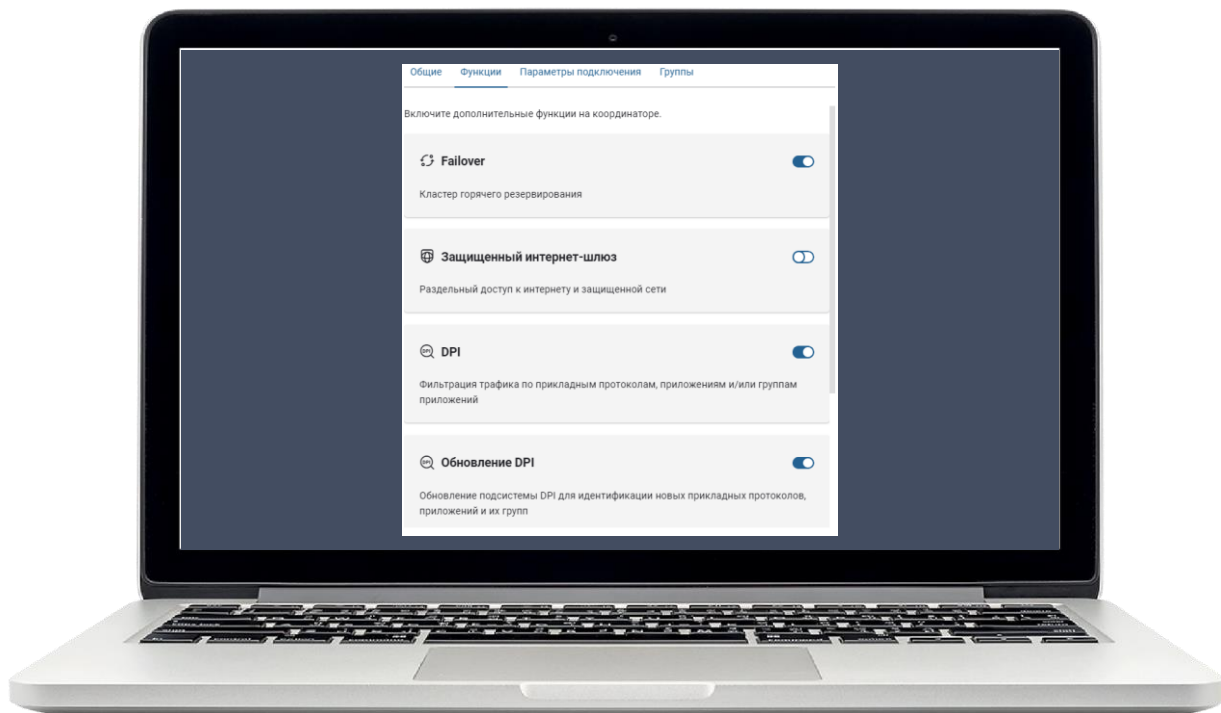 Общие Функции Параметры подключения Группы
Включите дополнительные функции на координаторе.
Failover
Кластер горячего резервирования
Защищенный интернет-шлюз
Раздельный доступ к интернету и защищенной сети
DPI
DPI
Фильтрация трафика по прикладным протоколам, приложениям и/или группам
приложений
DPI
Обновление DPI
Обновление подсистемы DPI для идентификации новых прикладных протоколов,
приложений и их групп